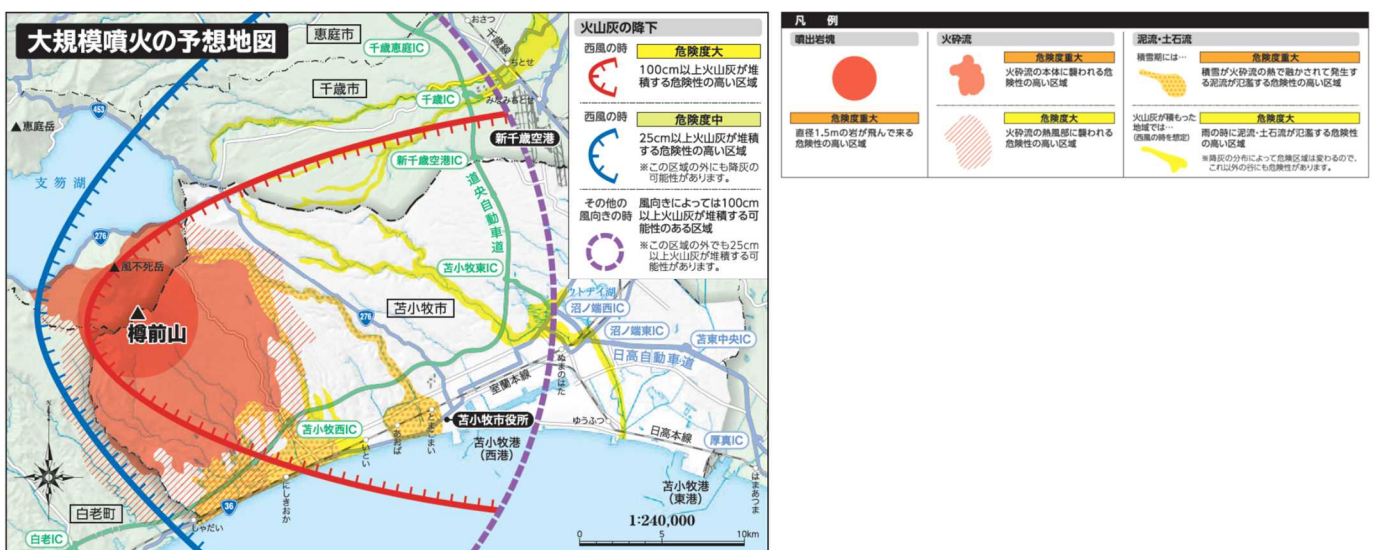 大規模噴火の予想地図
恵庭市
千歳恵庭IC
おさつ
千歳線
ちとせ
千歳市
千歳IC
みなみちとせ
453
▲恵庭岳
新千歳空港
新千歳空港IC
支笏湖
道央自動車道
276
▲風不死岳
苫小牧東IC
ウトナイ湖
苫小牧市
沼ノ端西IC
276
▲
樽前山
沼ノ端東IC
苫東中央IC
日高自動車道
ぬまのはた
室蘭本線
苫小牧市役所
とまこまい
あおば
ゆうふつ
日高本線
厚真IC
苫小牧西IC
いとい
苫小牧港
(西港)
にしきおか
苫小牧港
(東港)
はまあつま
36
白老町
しゃだい
白老IC
1:240,000
0 5 10km
火山灰の降下
西風の時
危険度大
100cm以上火山灰が堆
積する危険性の高い区域
西風の時
危険度中
25cm以上火山灰が堆積
する危険性の高い区域
※この区域の外にも降灰の
可能性があります。
その他の
風向きの時
風向きによっては100cm
以上火山灰が堆積する可
能性のある区域
※この区域の外でも25cm
以上火山灰が堆積する可
能性があります。
凡 例
噴出岩塊
危険度重大
直径1.5mの岩が飛んで来る
危険性の高い区域
火砕流
危険度重大
火砕流の本体に襲われる危
険性の高い区域
危険度大
火砕流の熱風部に襲われる
危険性の高い区域
泥流・土石流
積雪期には…
危険度重大
積雪が火砕流の熱で融かされて発生す
る泥流が氾濫する危険性の高い区域
火山灰が積もった
地域では…
(西風の時を想定)
危険度大
雨の時に泥流・土石流が氾濫する危険性
の高い区域
※降灰の分布によって危険区域は変わるので、
これ以外の谷にも危険性があります。